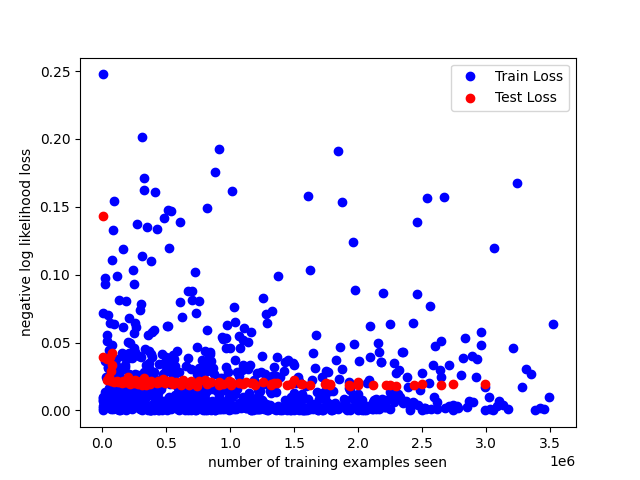 0.25
0.20
0.15
0.10
0.05
0.00
negative log likelihood loss
Train Loss
Test Loss
0.0 0.5 1.0 1.5 2.0 2.5 3.0 3.5
1e6
number of training examples seen